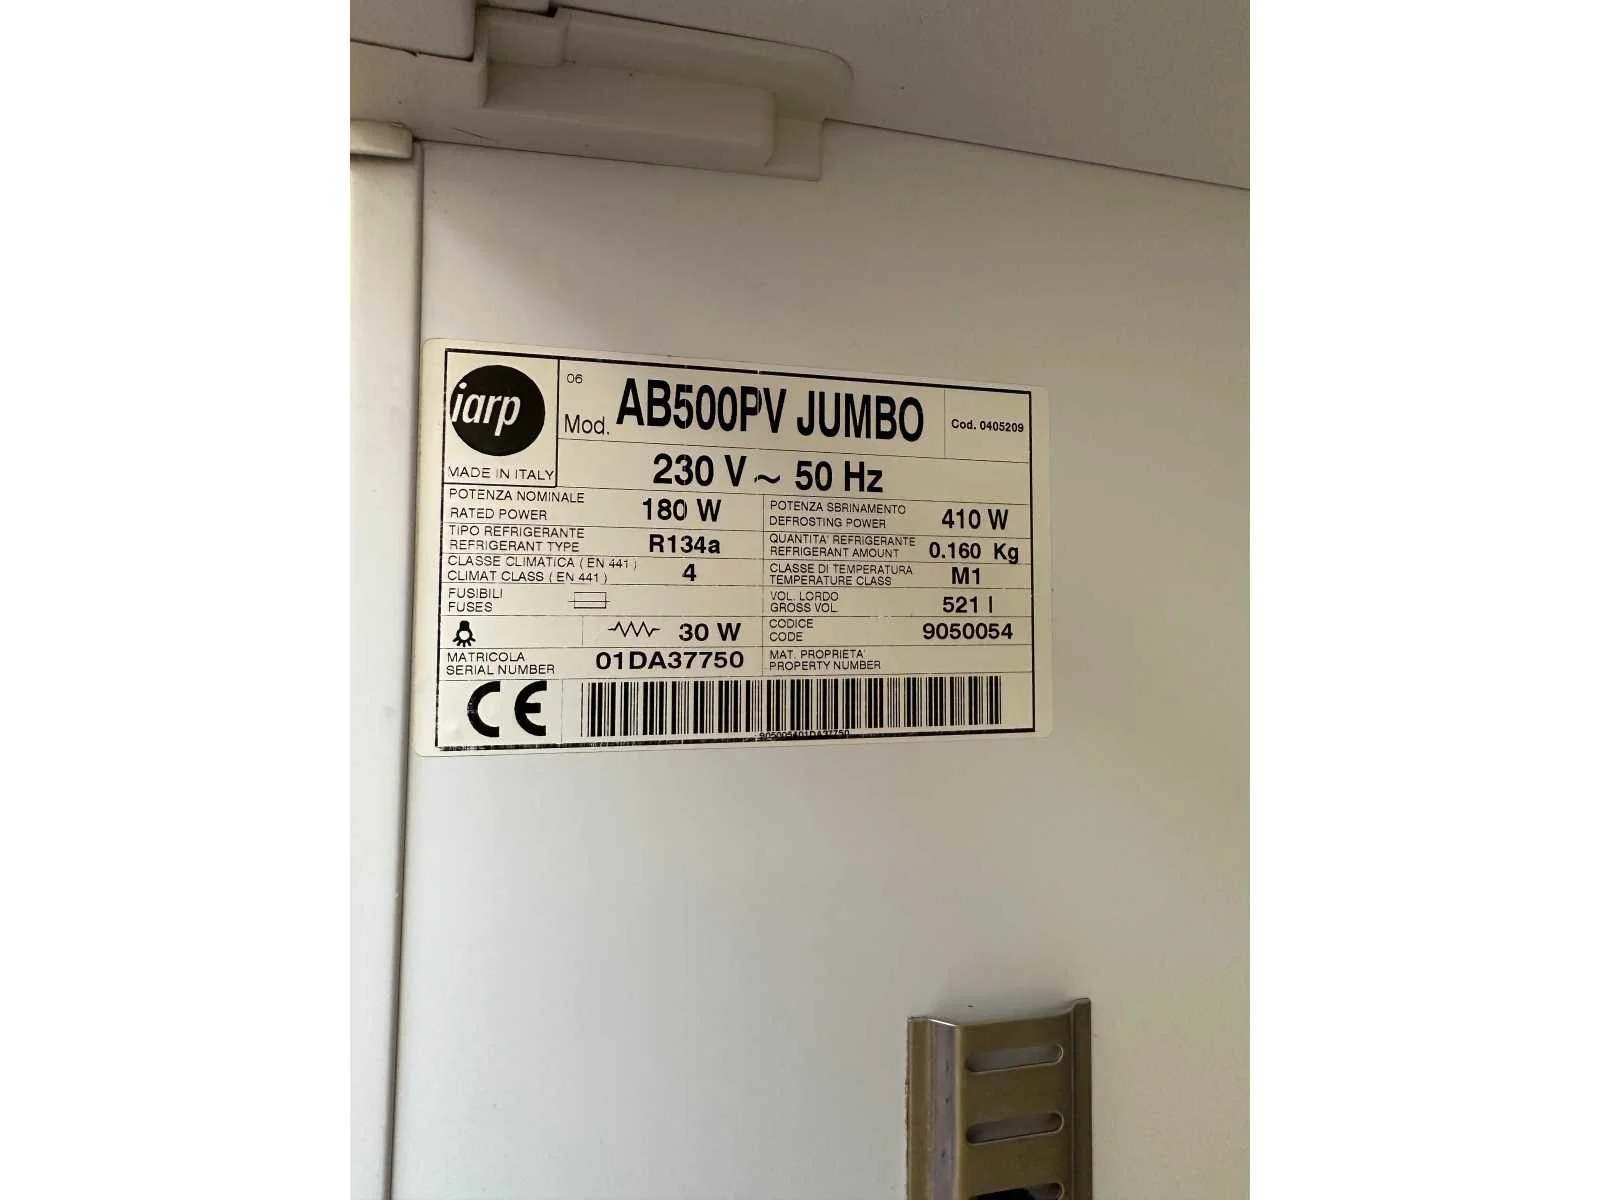 iarp
MADE IN ITALY
06
Mod. AB500PV JUMBO
Cod. 0405209
230 V ~ 50 Hz
POTENZA NOMINALE
RATED POWER
180 W
POTENZA SBRINAMENTO
DEFROSTING POWER
410 W
TIPO REFRIGERANTE
REFRIGERANT TYPE
R134a
QUANTITA' REFRIGERANTE
REFRIGERANT AMOUNT
0.160 Kg
CLASSE CLIMATICA ( EN 441 )
CLIMAT CLASS ( EN 441 )
4
CLASSE DI TEMPERATURA
TEMPERATURE CLASS
M1
FUSIBILI
FUSES
VOL. LORDO
GROSS VOL.
521 l
30 W
CODICE
CODE
9050054
MATRICOLA
SERIAL NUMBER
01DA37750
MAT. PROPRIETA'
PROPERTY NUMBER
CE
905005401DA37750